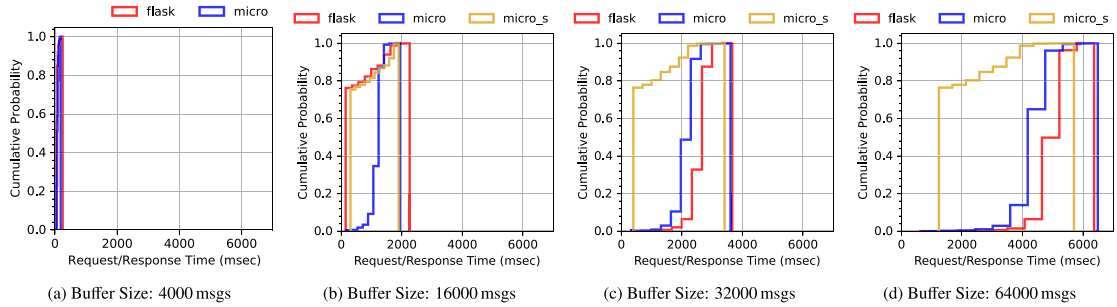 flask micro
Cumulative Probability
1.0
0.8
0.6
0.4
0.2
0.0
0 2000 4000 6000
Request/Response Time (msec)
(a) Buffer Size: 4000 msgs
flask micro micro_s
Cumulative Probability
1.0
0.8
0.6
0.4
0.2
0.0
0 2000 4000 6000
Request/Response Time (msec)
(b) Buffer Size: 16000 msgs
flask micro micro_s
Cumulative Probability
1.0
0.8
0.6
0.4
0.2
0.0
0 2000 4000 6000
Request/Response Time (msec)
(c) Buffer Size: 32000 msgs
flask micro micro_s
Cumulative Probability
1.0
0.8
0.6
0.4
0.2
0.0
0 2000 4000 6000
Request/Response Time (msec)
(d) Buffer Size: 64000 msgs